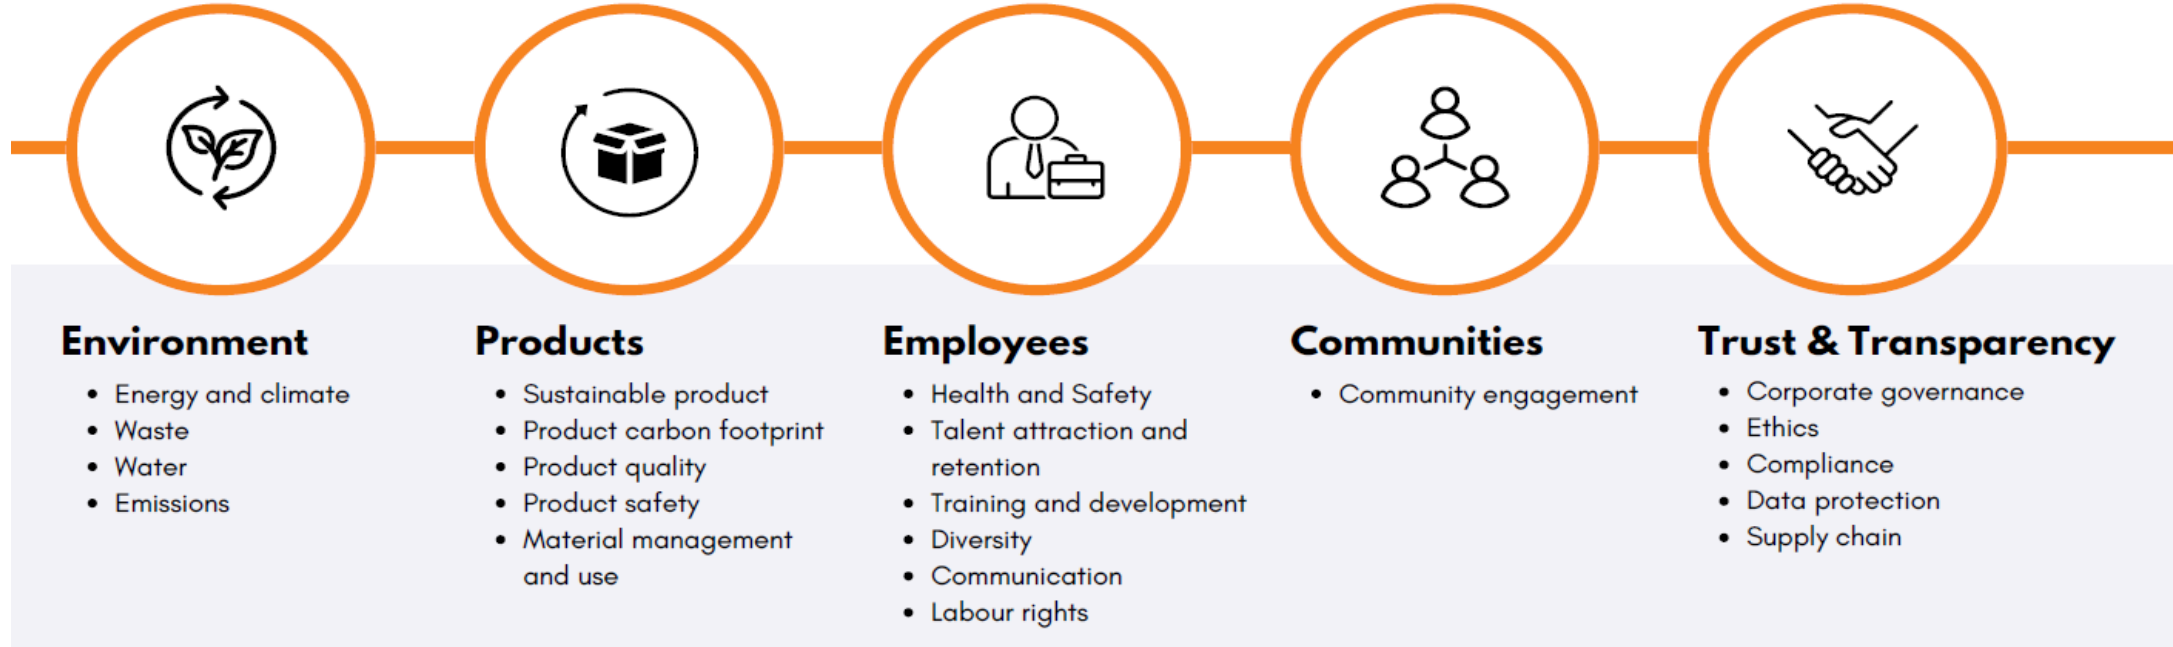 Environment
• Energy and climate
• Waste
• Water
• Emissions
Products
• Sustainable product
• Product carbon footprint
• Product quality
• Product safety
• Material management
and use
Employees
• Health and Safety
• Talent attraction and
retention
• Training and development
• Diversity
• Communication
• Labour rights
Communities
• Community engagement
Trust & Transparency
• Corporate governance
• Ethics
• Compliance
• Data protection
• Supply chain